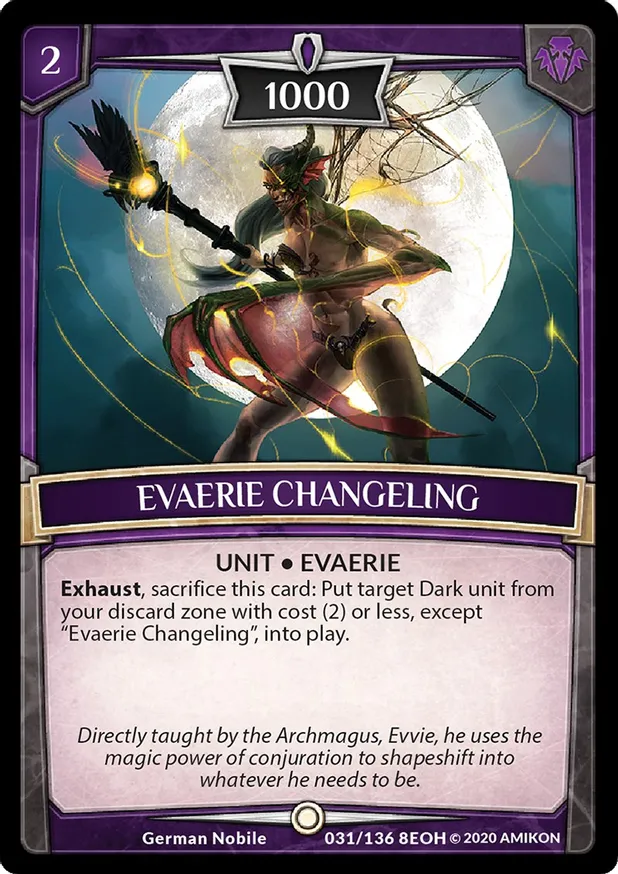 2
1000
EVAERIE CHANGELING
UNIT • EVAERIE
Exhaust, sacrifice this card: Put target Dark unit from
your discard zone with cost (2) or less, except
“Evaerie Changeling”, into play.
Directly taught by the Archmagus, Evvie, he uses the
magic power of conjuration to shapeshift into
whatever he needs to be.
German Nobile 031/136 8EOH © 2020 AMIKON